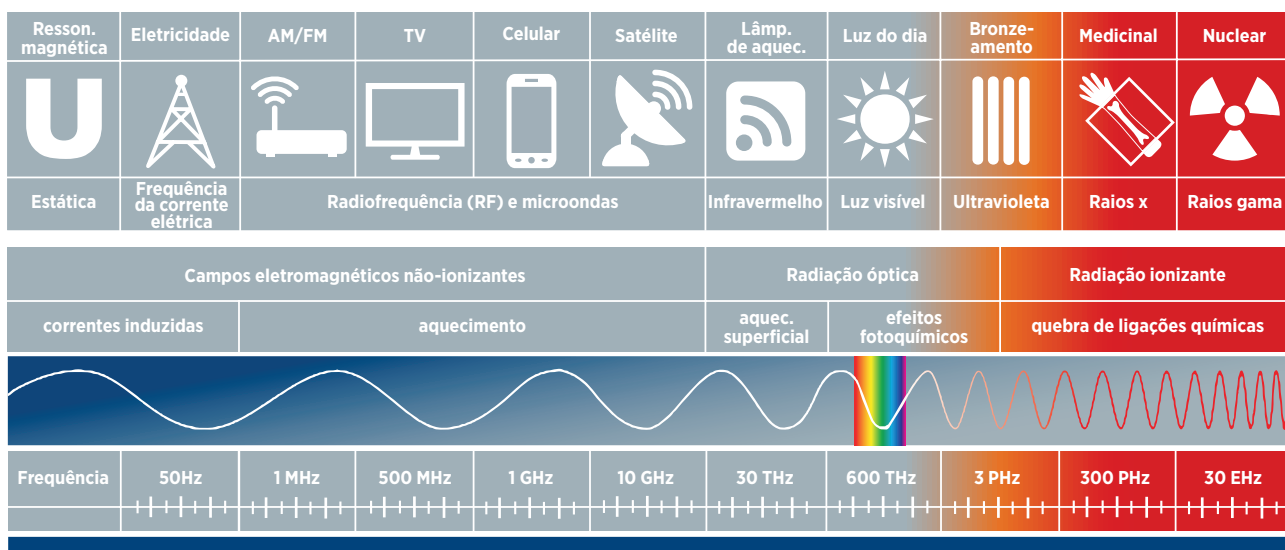 Resson.
magnética
Eletricidade
AM/FM
TV
Celular
Satélite
Lâmp.
de aquec.
Luz do dia
Bronze-
amento
Medicinal
Nuclear
Estática
Frequência
da corrente
elétrica
Radiofrequência (RF) e microondas
Infravermelho
Luz visível
Ultravioleta
Raios x
Raios gama
Campos eletromagnéticos não-ionizantes
Radiação óptica
Radiação ionizante
correntes induzidas
aquecimento
aquec.
superficial
efeitos
fotoquímicos
quebra de ligações químicas
Frequência
50Hz
1 MHz
500 MHz
1 GHz
10 GHz
30 THz
600 THz
3 PHz
300 PHz
30 EHz